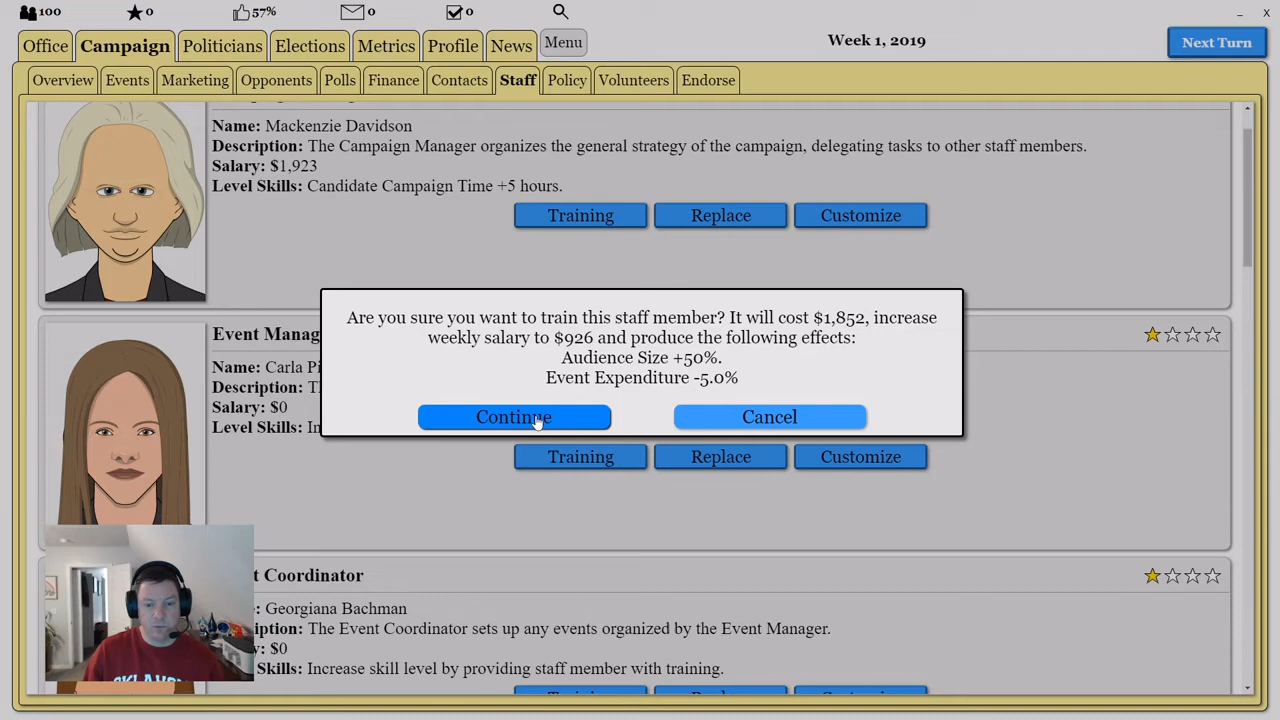 100
0
57%
0
0
_ X
Office
Campaign
Politicians
Elections
Metrics
Profile
News
Menu
Week 1, 2019
Next Turn
Overview
Events
Marketing
Opponents
Polls
Finance
Contacts
Staff
Policy
Volunteers
Endorse
Name: Mackenzie Davidson
Description: The Campaign Manager organizes the general strategy of the campaign, delegating tasks to other staff members.
Salary: $1,923
Level Skills: Candidate Campaign Time +5 hours.
Training
Replace
Customize
Are you sure you want to train this staff member? It will cost $1,852, increase
weekly salary to $926 and produce the following effects:
Audience Size +50%.
Event Expenditure -5.0%
Continue
Cancel
Event Manag
Name: Carla Pi
Description: T
Salary: $0
Level Skills: In
Training
Replace
Customize
t Coordinator
e: Georgiana Bachman
ription: The Event Coordinator sets up any events organized by the Event Manager.
y: $0
Skills: Increase skill level by providing staff member with training.